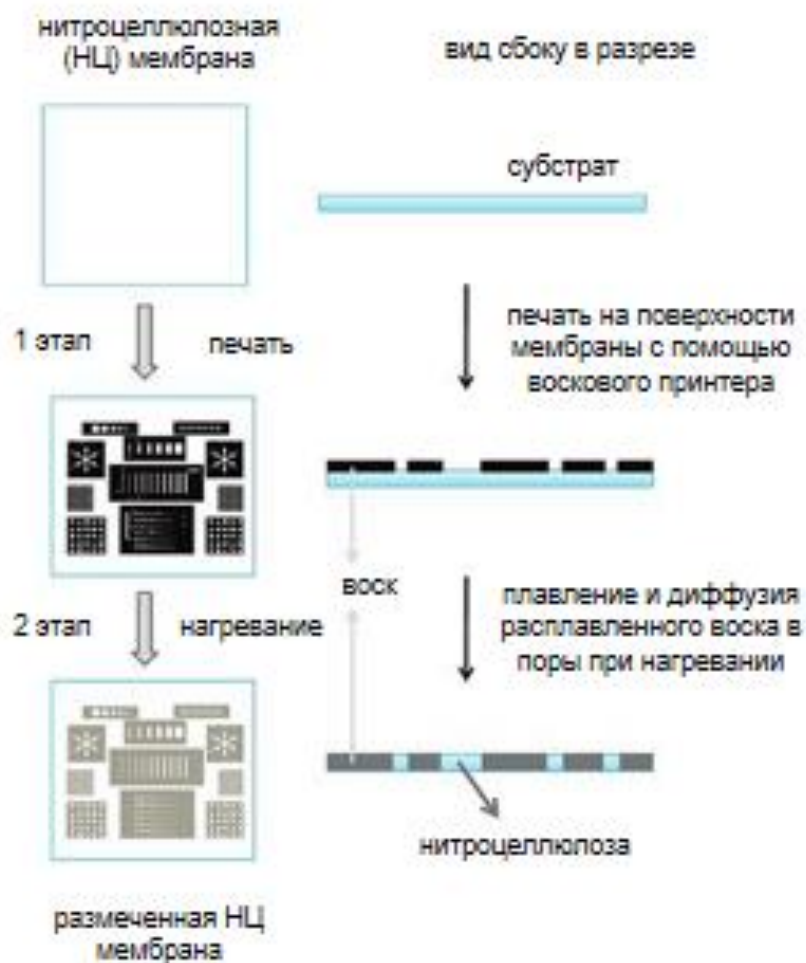 нитроцеллюлозная
(НЦ) мембрана
вид сбоку в разрезе
субстрат
1 этап
печать
печать на поверхности
мембраны с помощью
воскового принтера
воск
2 этап
нагревание
плавление и диффузия
расплавленного воска в
поры при нагревании
нитроцеллюлоза
размеченная НЦ
мембрана